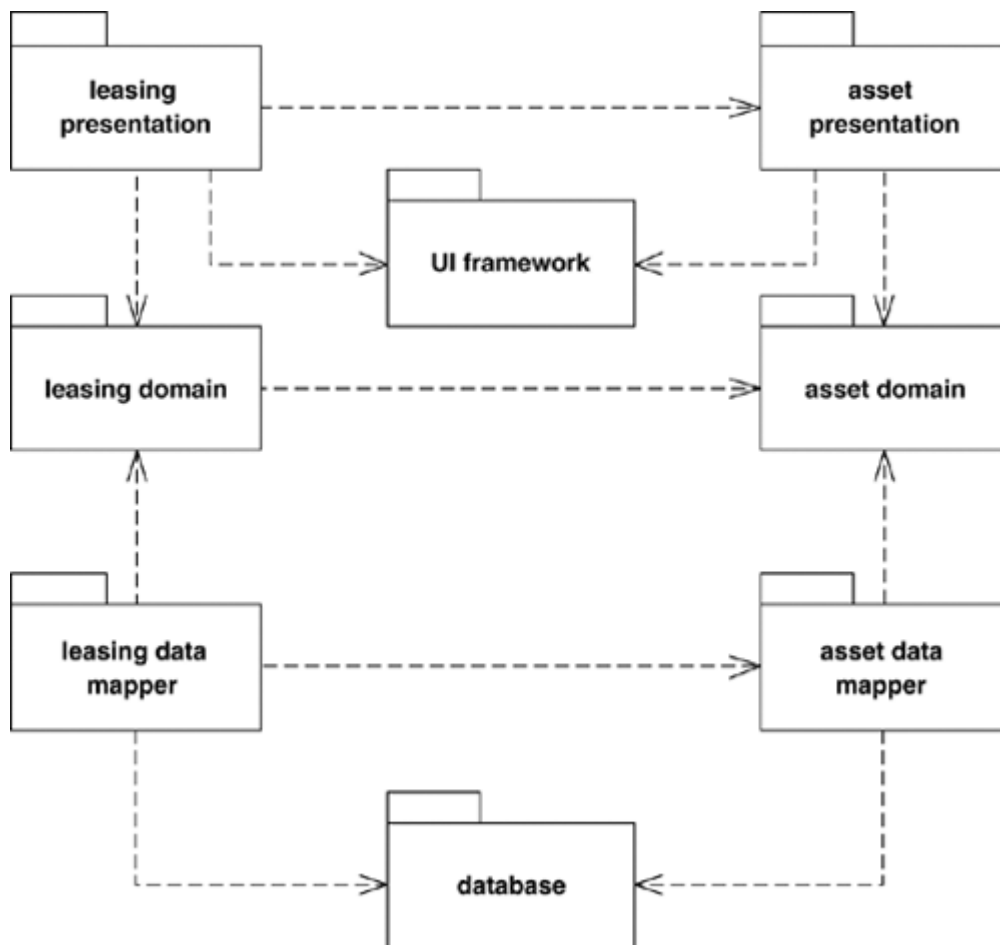 leasing
presentation
asset
presentation
UI framework
leasing domain
asset domain
leasing data
mapper
asset data
mapper
database